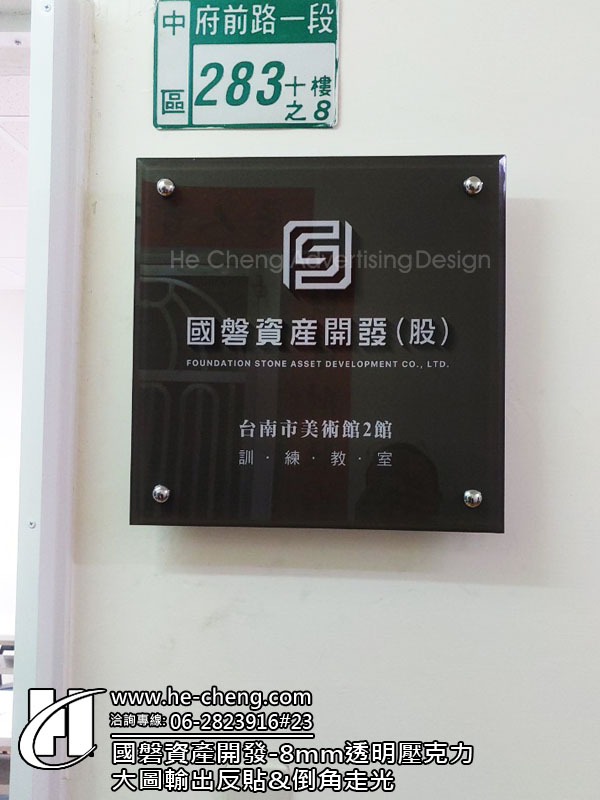 中區
府前路一段
283 十樓之8
He Cheng Advertising Design
國磐資產開發(股)
FOUNDATION STONE ASSET DEVELOPMENT CO., LTD.
台南市美術館2館
訓·練·教·室
www.he-cheng.com
洽詢專線: 06-2823916#23
國磐資產開發-8mm透明壓克力
大圖輸出反貼&倒角走光